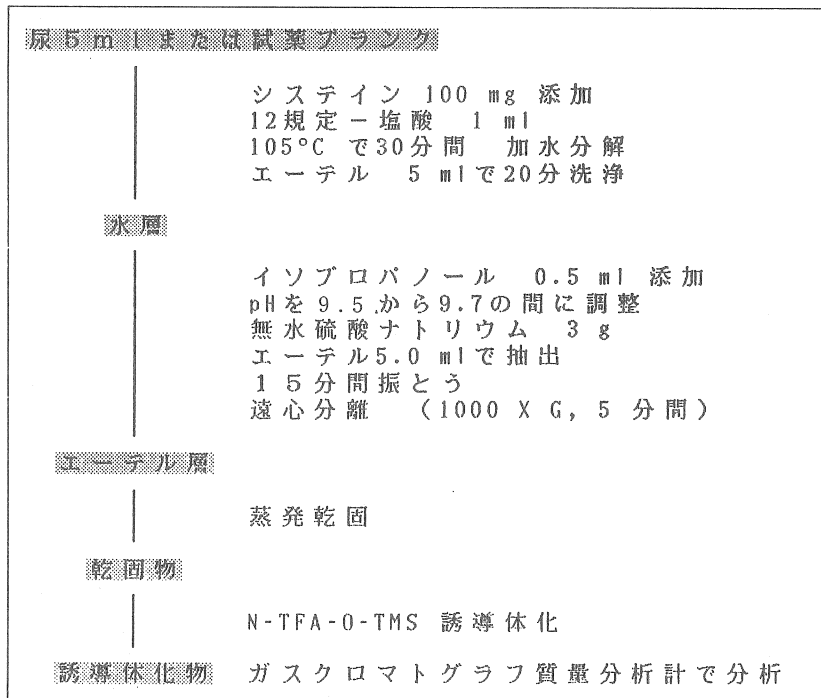 尿5mlまたは試薬ブランク
システイン 100 mg 添加
12規定－塩酸 1 ml
105°C で30分間 加水分解
エーテル 5 mlで20分洗浄
水層
イソプロパノール 0.5 ml 添加
pHを9.5から9.7の間に調整
無水硫酸ナトリウム 3 g
エーテル5.0 mlで抽出
15分間振とう
遠心分離 (1000 X G, 5 分間)
エーテル層
蒸発乾固
乾固物
N-TFA-O-TMS 誘導体化
誘導体化物 ガスクロマトグラフ質量分析計で分析